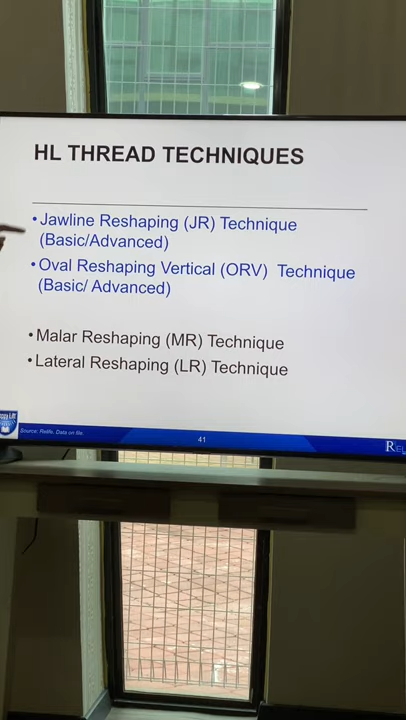 HL THREAD TECHNIQUES
• Jawline Reshaping (JR) Technique
(Basic/Advanced)
• Oval Reshaping Vertical (ORV) Technique
(Basic/ Advanced)
• Malar Reshaping (MR) Technique
• Lateral Reshaping (LR) Technique
Source: Relife. Data on file.
41